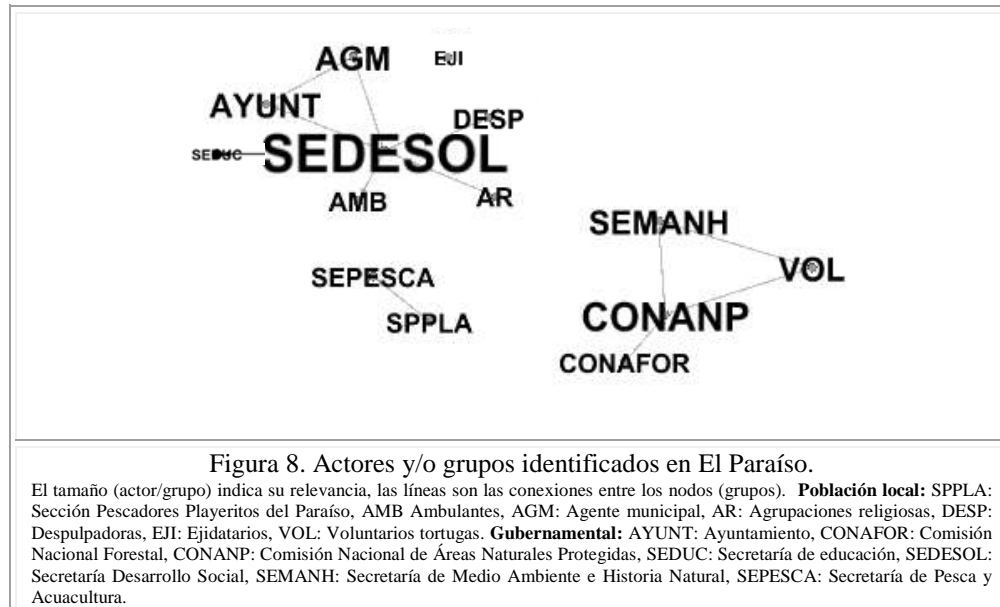 AGM
EJI
AYUNT
DESP
SEDUC
SEDESOL
AMB
AR
SEMANH
VOL
SEPESCA
SPPLA
CONANP
CONAFOR
Figura 8. Actores y/o grupos identificados en El Paraíso.
El tamaño (actor/grupo) indica su relevancia, las líneas son las conexiones entre los nodos (grupos). Población local: SPPLA:
Sección Pescadores Playeritos del Paraíso, AMB Ambulantes, AGM: Agente municipal, AR: Agrupaciones religiosas, DESP:
Despulpadoras, EJI: Ejidatarios, VOL: Voluntarios tortugas. Gubernamental: AYUNT: Ayuntamiento, CONAFOR: Comisión
Nacional Forestal, CONANP: Comisión Nacional de Áreas Naturales Protegidas, SEDUC: Secretaría de educación, SEDESOL:
Secretaría Desarrollo Social, SEMANH: Secretaría de Medio Ambiente e Historia Natural, SEPESCA: Secretaría de Pesca y
Acuacultura.